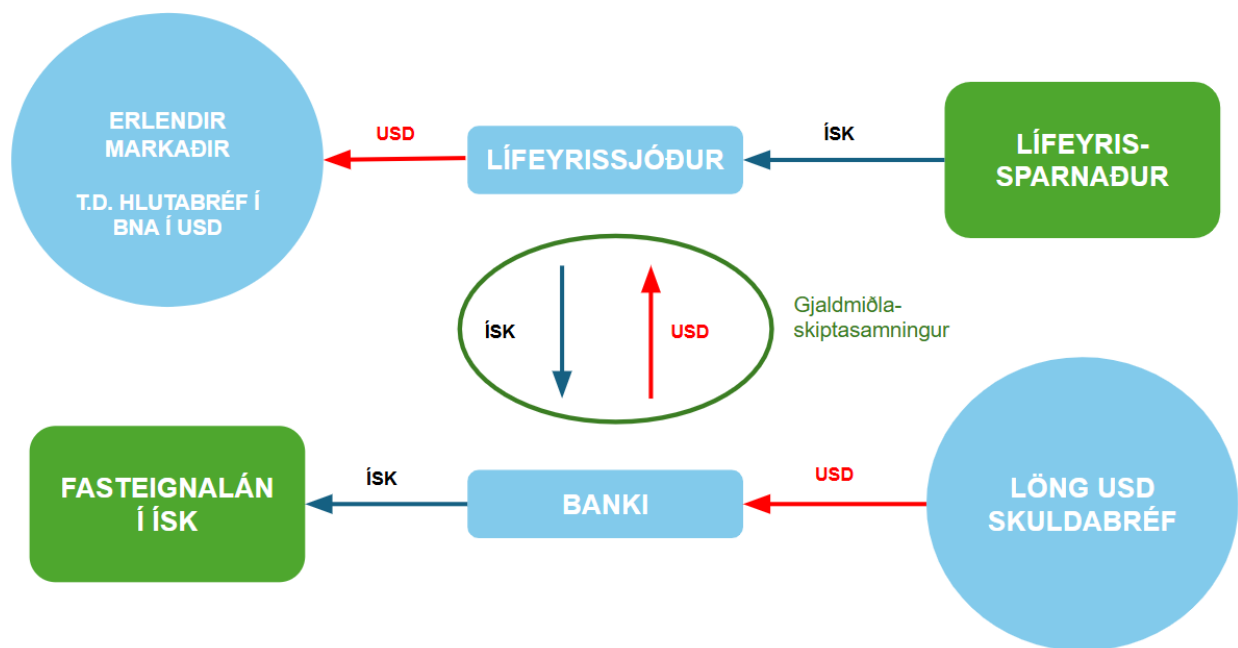 ERLENDIR
MARKAÐIR
T.D. HLUTABRÉF Í
BNA Í USD
USD
LÍFEYRISSJÓÐUR
ÍSK
LÍFEYRIS-
SPARNAÐUR
ÍSK
USD
Gjaldmiðla-
skiptasamningur
FASTEIGNALÁN
Í ÍSK
ÍSK
BANKI
USD
LÖNG USD
SKULDABRÉF